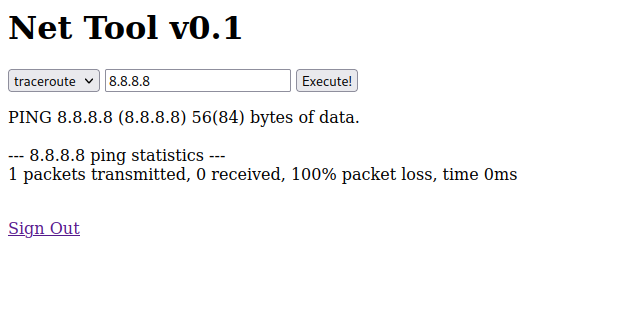 Net Tool v0.1
traceroute 8.8.8.8 Execute!
PING 8.8.8.8 (8.8.8.8) 56(84) bytes of data.
--- 8.8.8.8 ping statistics ---
1 packets transmitted, 0 received, 100% packet loss, time 0ms
Sign Out